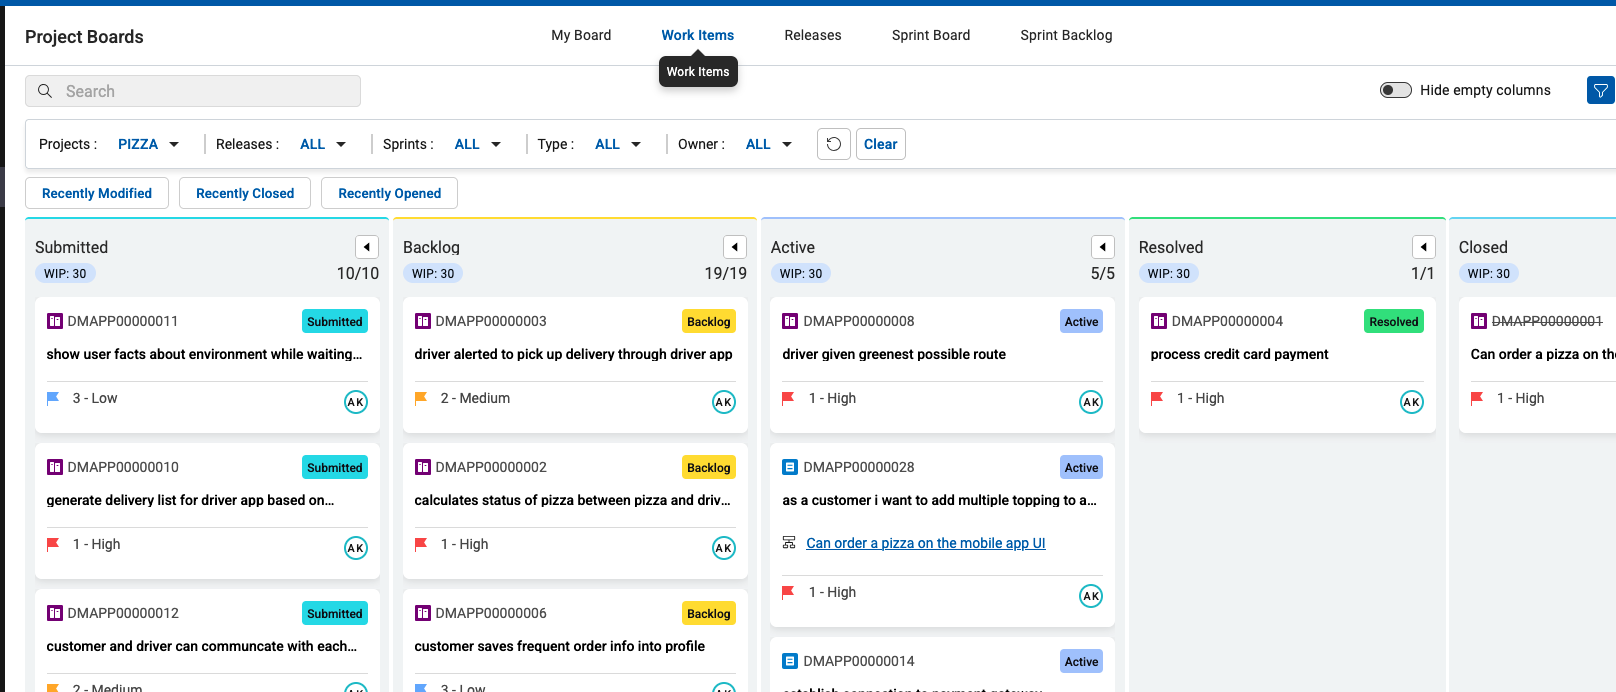 Project Boards
My Board
Work Items
Releases
Sprint Board
Sprint Backlog
Work Items
Search
Hide empty columns
Projects : PIZZA
Releases : ALL
Sprints : ALL
Type : ALL
Owner : ALL
Clear
Recently Modified
Recently Closed
Recently Opened
Submitted
WIP: 30
10/10
DMAPP00000011
Submitted
show user facts about environment while waiting...
3 - Low
AK
DMAPP00000010
Submitted
generate delivery list for driver app based on...
1 - High
AK
DMAPP00000012
Submitted
customer and driver can communcate with each...
2 - Medium
Backlog
WIP: 30
19/19
DMAPP00000003
Backlog
driver alerted to pick up delivery through driver app
2 - Medium
AK
DMAPP00000002
Backlog
calculates status of pizza between pizza and driv...
1 - High
AK
DMAPP00000006
Backlog
customer saves frequent order info into profile
3 - Low
Active
WIP: 30
5/5
DMAPP00000008
Active
driver given greenest possible route
1 - High
AK
DMAPP00000028
Active
as a customer i want to add multiple topping to a...
Can order a pizza on the mobile app UI
1 - High
AK
DMAPP00000014
Active
establish connection to payment gateway
Resolved
WIP: 30
1/1
DMAPP00000004
Resolved
process credit card payment
1 - High
AK
Closed
WIP: 30
DMAPP00000001
Can order a pizza on
1 - High